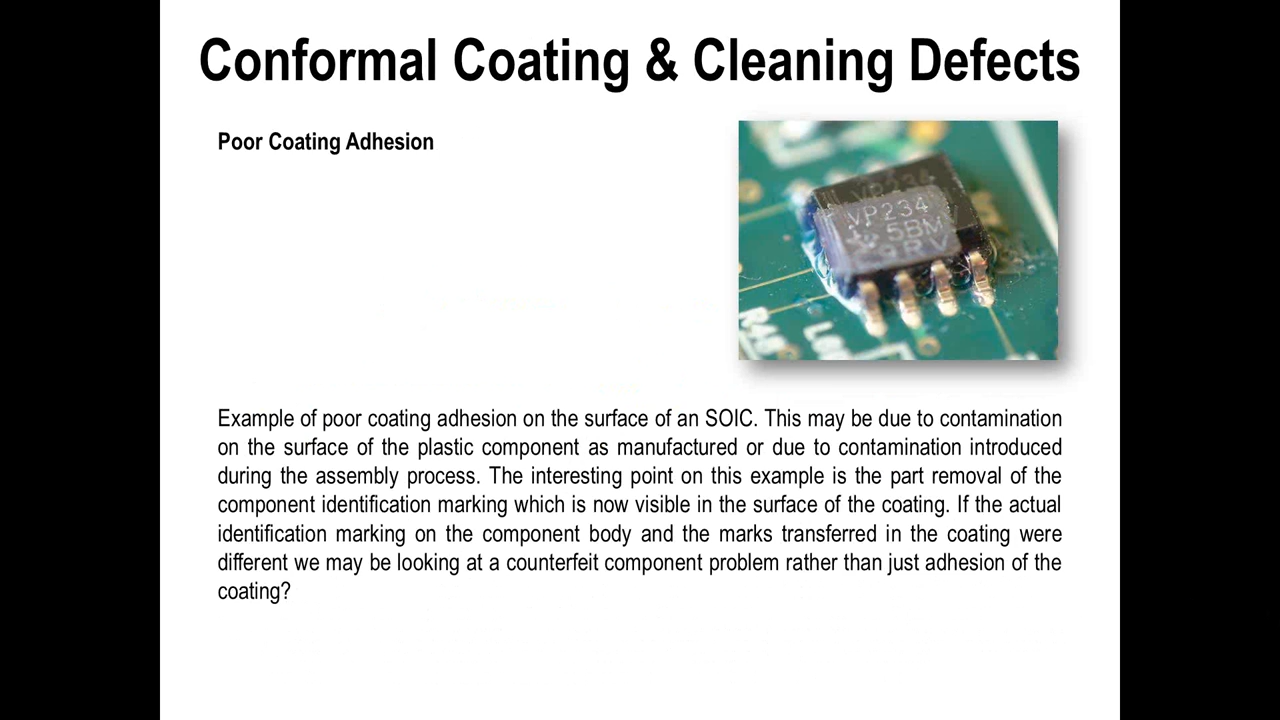 Conformal Coating & Cleaning Defects
Poor Coating Adhesion
VP234
VP234
5BM
9RV
R45
Example of poor coating adhesion on the surface of an SOIC. This may be due to contamination
on the surface of the plastic component as manufactured or due to contamination introduced
during the assembly process. The interesting point on this example is the part removal of the
component identification marking which is now visible in the surface of the coating. If the actual
identification marking on the component body and the marks transferred in the coating were
different we may be looking at a counterfeit component problem rather than just adhesion of the
coating?